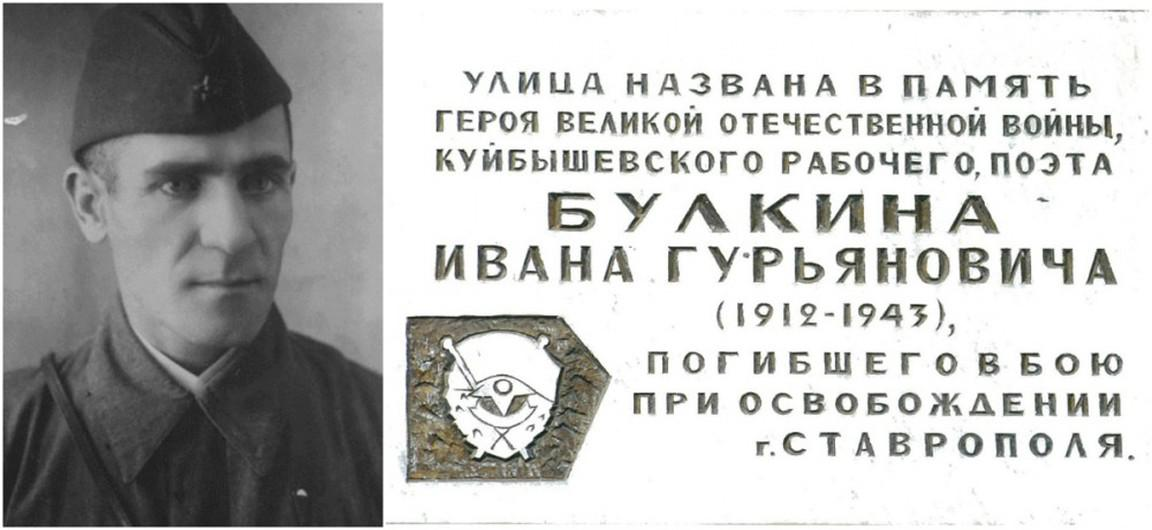 УЛИЦА НАЗВАНА В ПАМЯТЬ
ГЕРОЯ ВЕЛИКОЙ ОТЕЧЕСТВЕННОЙ ВОЙНЫ,
КУЙБЫШЕВСКОГО РАБОЧЕГО, ПОЭТА
БУЛКИНА
ИВАНА ГУРЬЯНОВИЧА
(1912-1943),
ПОГИБШЕГО В БОЮ
ПРИ ОСВОБОЖДЕНИИ
г. СТАВРОПОЛЯ.